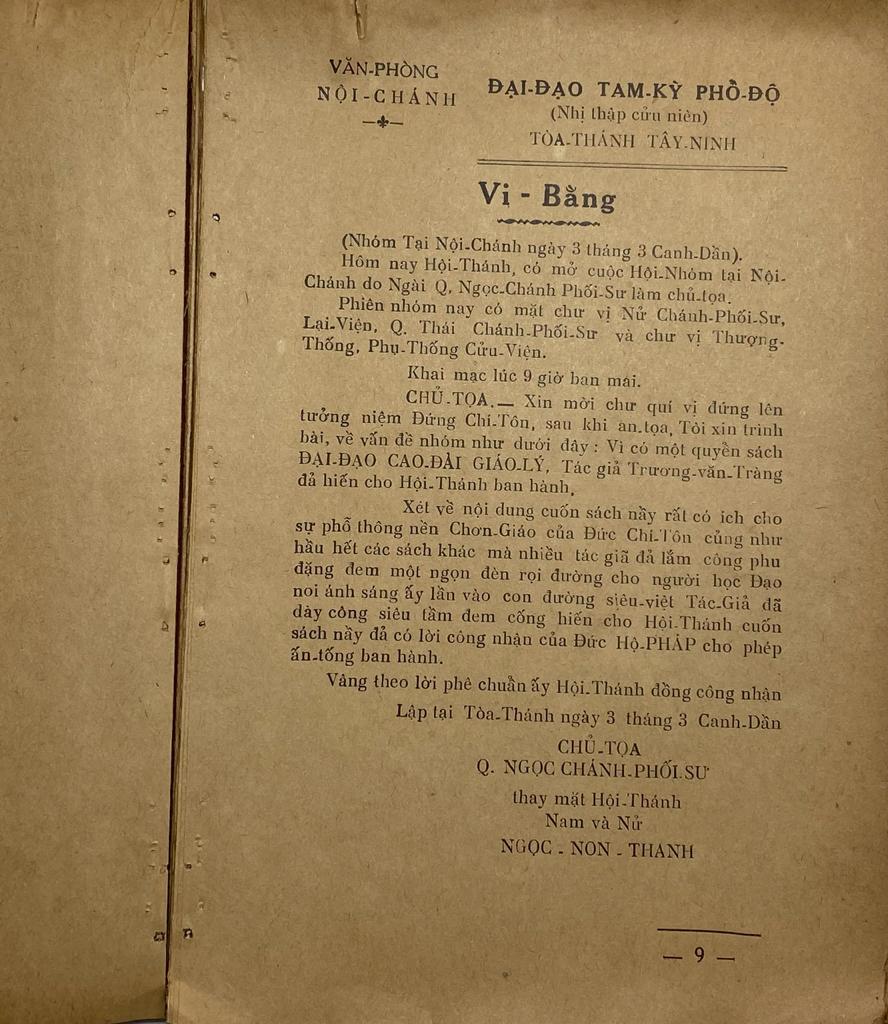 VĂN-PHÒNG
NỘI-CHÁNH
ĐẠI-ĐẠO TAM-KỲ PHỔ-ĐỘ
(Nhị thập cửu niên)
TÒA-THÁNH TÂY-NINH
Vi - Bằng
(Nhóm Tại Nội-Chánh ngày 3 tháng 3 Canh-Dần).
Hôm nay Hội-Thánh, có mở cuộc Hội-Nhóm tại Nội-
Chánh do Ngài Q. Ngọc-Chánh Phối-Sư làm chủ-tọa.
Phiên nhóm nay có mặt chư vị Nử Chánh-Phối-Sư,
Lại-Viện, Q. Thái Chánh-Phối-Sư và chư vị Thượng-
Thống, Phụ-Thống Cửu-Viện.
Khai mạc lúc 9 giờ ban mai.
CHỦ-TỌA.— Xin mời chư quí vị đứng lên
tưởng niệm Đứng Chí-Tôn, sau khi an-tọa, Tôi xin trình
bài, về vấn đề nhóm như dưới đây : Vì có một quyển sách
ĐẠI-ĐẠO CAO-ĐÀI GIÁO-LÝ, Tác giả Trương-văn-Tràng
đả hiến cho Hội-Thánh ban hành.
Xét về nội dung cuốn sách nầy rất có ích cho
sự phổ thông nền Chơn-Giáo của Đức Chí-Tôn củng như
hầu hết các sách khác mà nhiều tác giã đả lắm công phu
đặng đem một ngọn đèn rọi đường cho người học Đạo
noi ánh sáng ấy lần vào con đường siêu-việt Tác-Giả đã
dày công siêu tầm đem cống hiến cho Hội-Thánh cuốn
sách nầy đả có lời công nhận của Đức Hộ-PHÁP cho phép
ấn-tống ban hành.
Vâng theo lời phê chuẩn ấy Hội-Thánh đồng công nhận
Lập tại Tòa-Thánh ngày 3 tháng 3 Canh-Dần
CHỦ-TỌA
Q. NGỌC CHÁNH-PHỐI-SƯ
thay mặt Hội-Thánh
Nam và Nử
NGỌC - NON - THANH
— 9 —